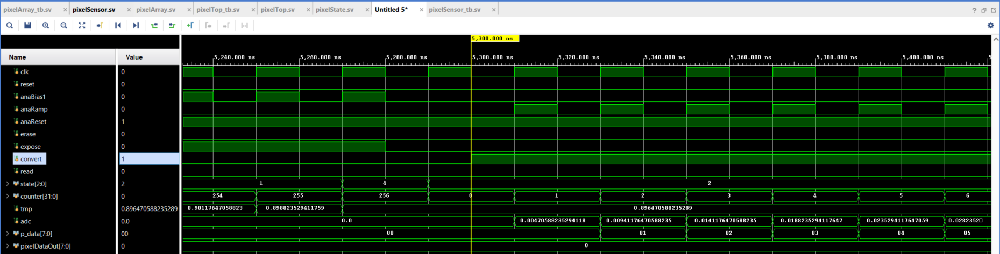 pixelArray_tb.sv × pixelSensor.sv × pixelArray.sv × pixelTop_tb.sv × pixelTop.sv × pixelState.sv × Untitled 5* × pixelSensor_tb.sv ×
5,300.000 ns
Name Value 5,240.000 ns 5,260.000 ns 5,280.000 ns 5,300.000 ns 5,320.000 ns 5,340.000 ns 5,360.000 ns 5,380.000 ns 5,400.000 ns 5
clk 0
reset 0
anaBias1 0
anaRamp 0
anaReset 1
erase 0
expose 0
convert 1
read 0
state[2:0] 2 1 4 2
counter[31:0] 0 254 255 256 0 1 2 3 4 5 6
tmp 0.896470588235289 0.90117647058823 0.898823529411759 0.896470588235289
adc 0.0 0.0 0.00470588235294118 0.00941176470588235 0.0141176470588235 0.0188235294117647 0.0235294117647059 0.0282352
p_data[7:0] 00 00 01 02 03 04 05
pixelDataOut[7:0] 0 0